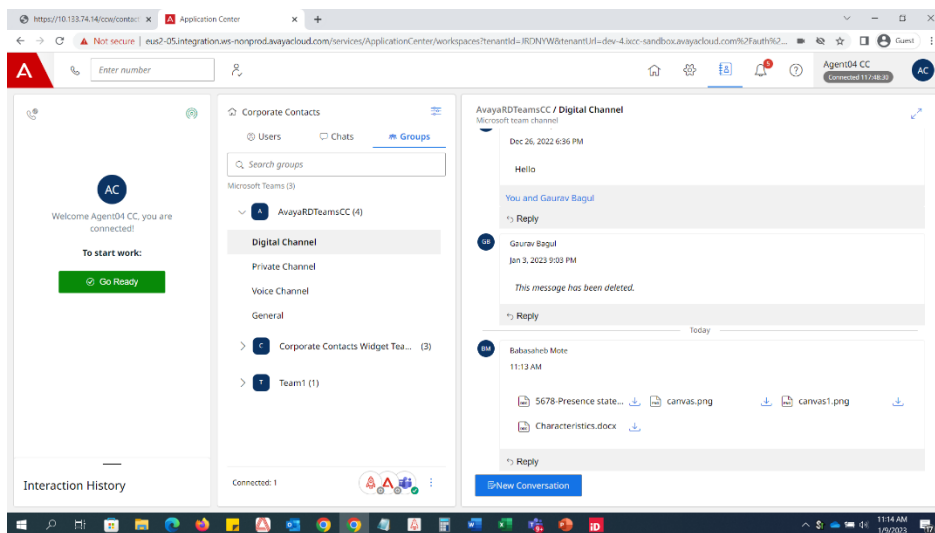 https://10.133.74.14/ccw/contact
Application Center
Not secure | eus2-05.integration.ws-nonprod.avayacloud.com/services/ApplicationCenter/workspaces?tenantId=JRDNYW&tenantUrl=dev-4.ixcc-sandbox.avayacloud.com%2Fauth%2...
Guest
Enter number
5
Agent04 CC
Connected 117:48:30
AC
AC
Welcome Agent04 CC, you are
connected!
To start work:
Go Ready
Interaction History
Corporate Contacts
Users
Chats
Groups
Search groups
Microsoft Teams (3)
A
AvayaRDTeamsCC (4)
Digital Channel
Private Channel
Voice Channel
General
C
Corporate Contacts Widget Tea... (3)
T
Team1 (1)
Connected: 1
AvayaRDTeamsCC / Digital Channel
Microsoft team channel
Dec 26, 2022 6:36 PM
Hello
You and Gaurav Bagul
Reply
GB
Gaurav Bagul
Jan 3, 2023 9:03 PM
This message has been deleted.
Reply
Today
BM
Babasaheb Mote
11:13 AM
5678-Presence state...
canvas.png
canvas1.png
Characteristics.docx
Reply
New Conversation
11:14 AM
1/9/2023